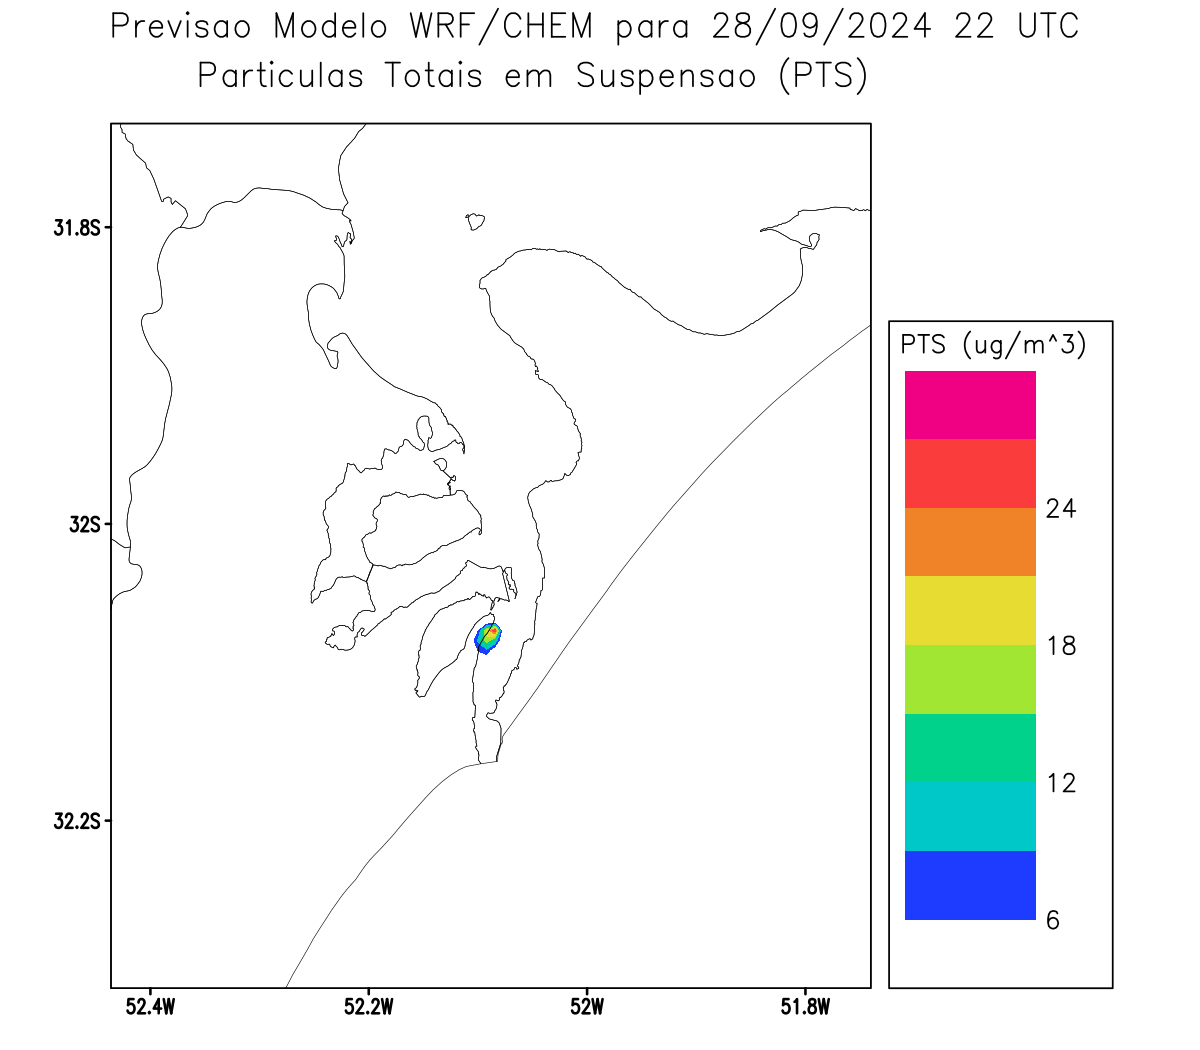 Previsao Modelo WRF/CHEM para 28/09/2024 22 UTC
Particulas Totais em Suspensao (PTS)
31.8S
32S
32.2S
52.4W
52.2W
52W
51.8W
PTS (ug/m^3)
24
18
12
6